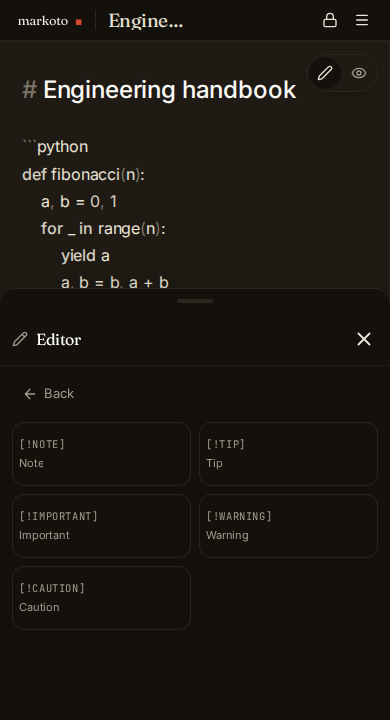 markoto
Engine...
# Engineering handbook
```python
def fibonacci(n):
a, b = 0, 1
for _ in range(n):
yield a
a, b = b, a + b
Editor
Back
[!NOTE]
Note
[!TIP]
Tip
[!IMPORTANT]
Important
[!WARNING]
Warning
[!CAUTION]
Caution